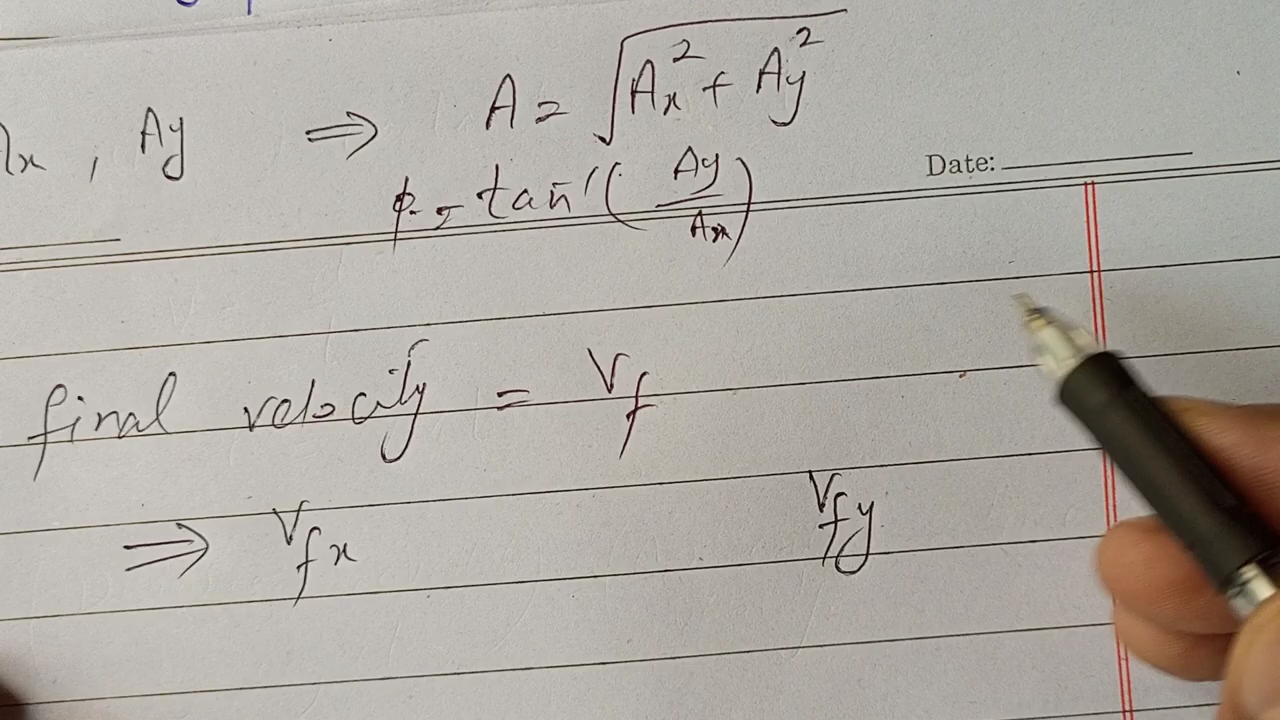 Ax , Ay ⇒ A = √(Ax² + Ay²)
Date:
ϕ = tan⁻¹(Ay/Ax)
final velocity = Vf
⇒ Vfx Vfy